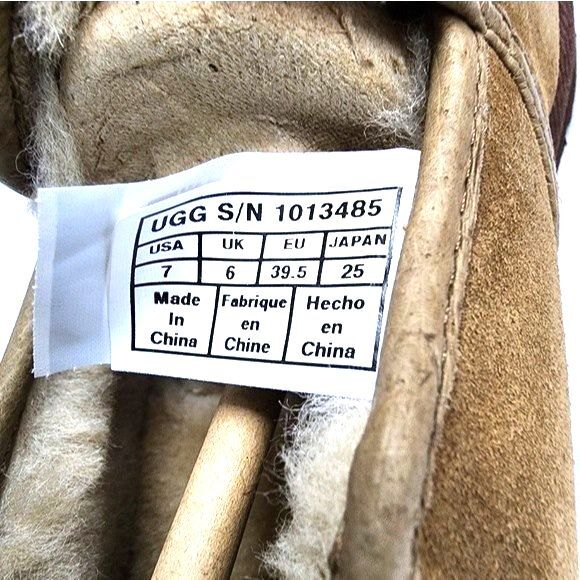 UGG S/N 1013485
USA UK EU JAPAN
7 6 39.5 25
Made Fabrique Hecho
In en en
China Chine China